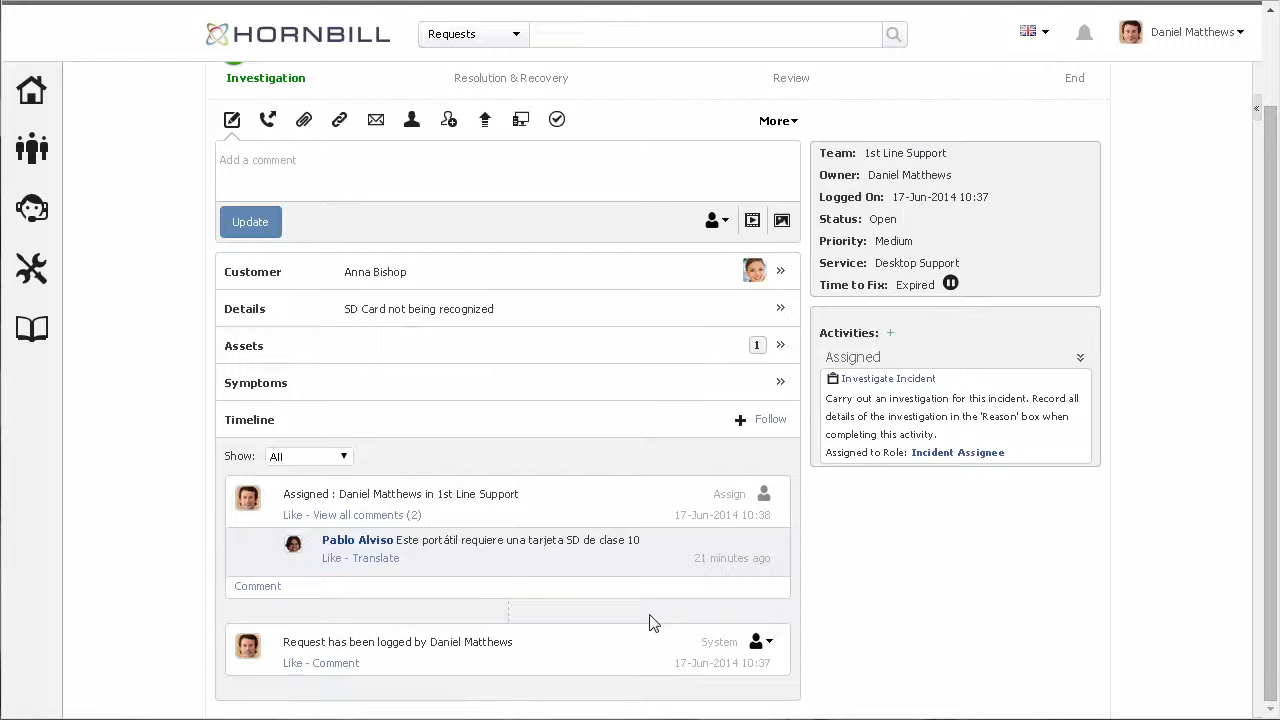 HORNBILL
Requests
Daniel Matthews
Investigation
Resolution & Recovery
Review
End
More
Add a comment
Update
Customer
Anna Bishop
Details
SD Card not being recognized
Assets
1
Symptoms
Timeline
Follow
Show:
All
Assigned : Daniel Matthews in 1st Line Support
Assign
Like - View all comments (2)
17-Jun-2014 10:38
Pablo Alviso Este portátil requiere una tarjeta SD de clase 10
Like - Translate
21 minutes ago
Comment
Request has been logged by Daniel Matthews
System
Like - Comment
17-Jun-2014 10:37
Team: 1st Line Support
Owner: Daniel Matthews
Logged On: 17-Jun-2014 10:37
Status: Open
Priority: Medium
Service: Desktop Support
Time to Fix: Expired
Activities: +
Assigned
Investigate Incident
Carry out an investigation for this incident. Record all
details of the investigation in the 'Reason' box when
completing this activity.
Assigned to Role: Incident Assignee